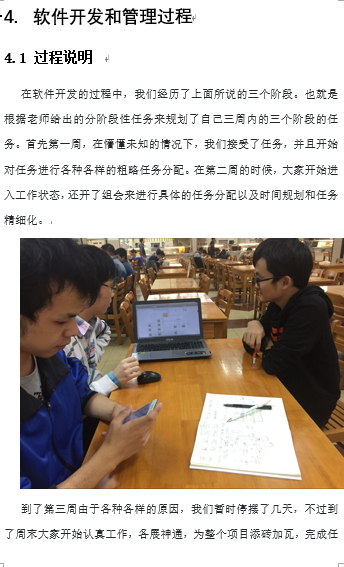 4. 软件开发和管理过程
4.1 过程说明
在软件开发的过程中，我们经历了上面所说的三个阶段。也就是
根据老师给出的分阶段性任务来规划了自己三周内的三个阶段的任
务。首先第一周，在懵懂未知的情况下，我们接受了任务，并且开始
对任务进行各种各样的粗略任务分配。在第二周的时候，大家开始进
入工作状态，还开了组会来进行具体的任务分配以及时间规划和任务
精细化。
到了第三周由于各种各样的原因，我们暂时停摆了几天，不过到
了周末大家开始认真工作，各展神通，为整个项目添砖加瓦，完成任